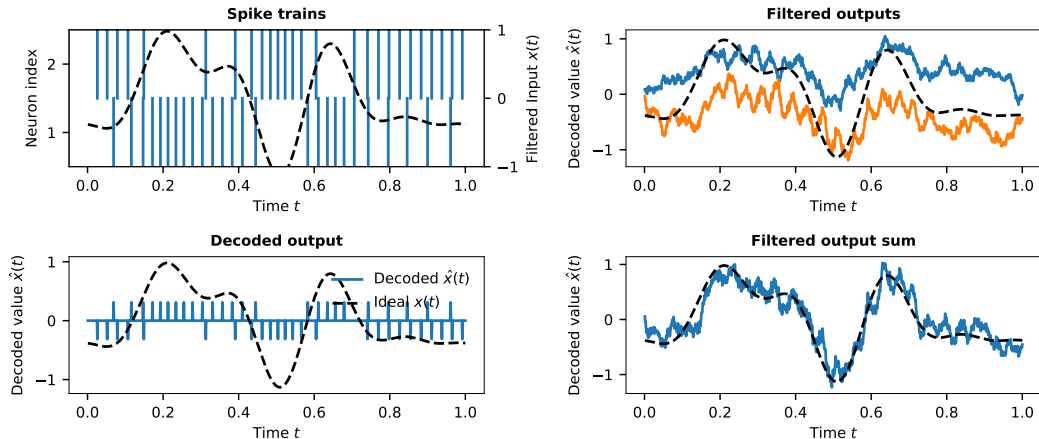 Spike trains
Neuron index
2
1
Filtered Input x(t)
1
0
−1
0.0 0.2 0.4 0.6 0.8 1.0
Time t
Filtered outputs
Decoded value x̂(t)
1
0
−1
0.0 0.2 0.4 0.6 0.8 1.0
Time t
Decoded output
Decoded value x̂(t)
1
0
−1
Decoded x̂(t)
Ideal x(t)
0.0 0.2 0.4 0.6 0.8 1.0
Time t
Filtered output sum
Decoded value x̂(t)
1
0
−1
0.0 0.2 0.4 0.6 0.8 1.0
Time t